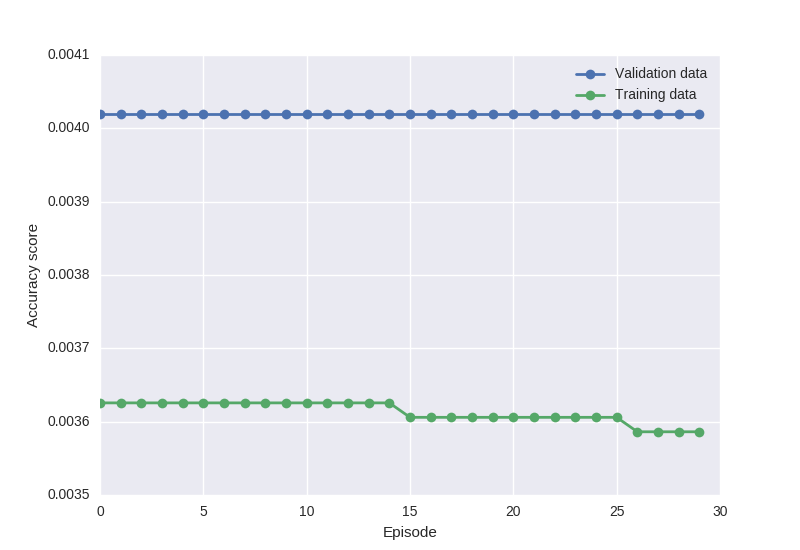 0.0041
0.0040
0.0039
0.0038
0.0037
0.0036
0.0035
Accuracy score
Validation data
Training data
0 5 10 15 20 25 30
Episode